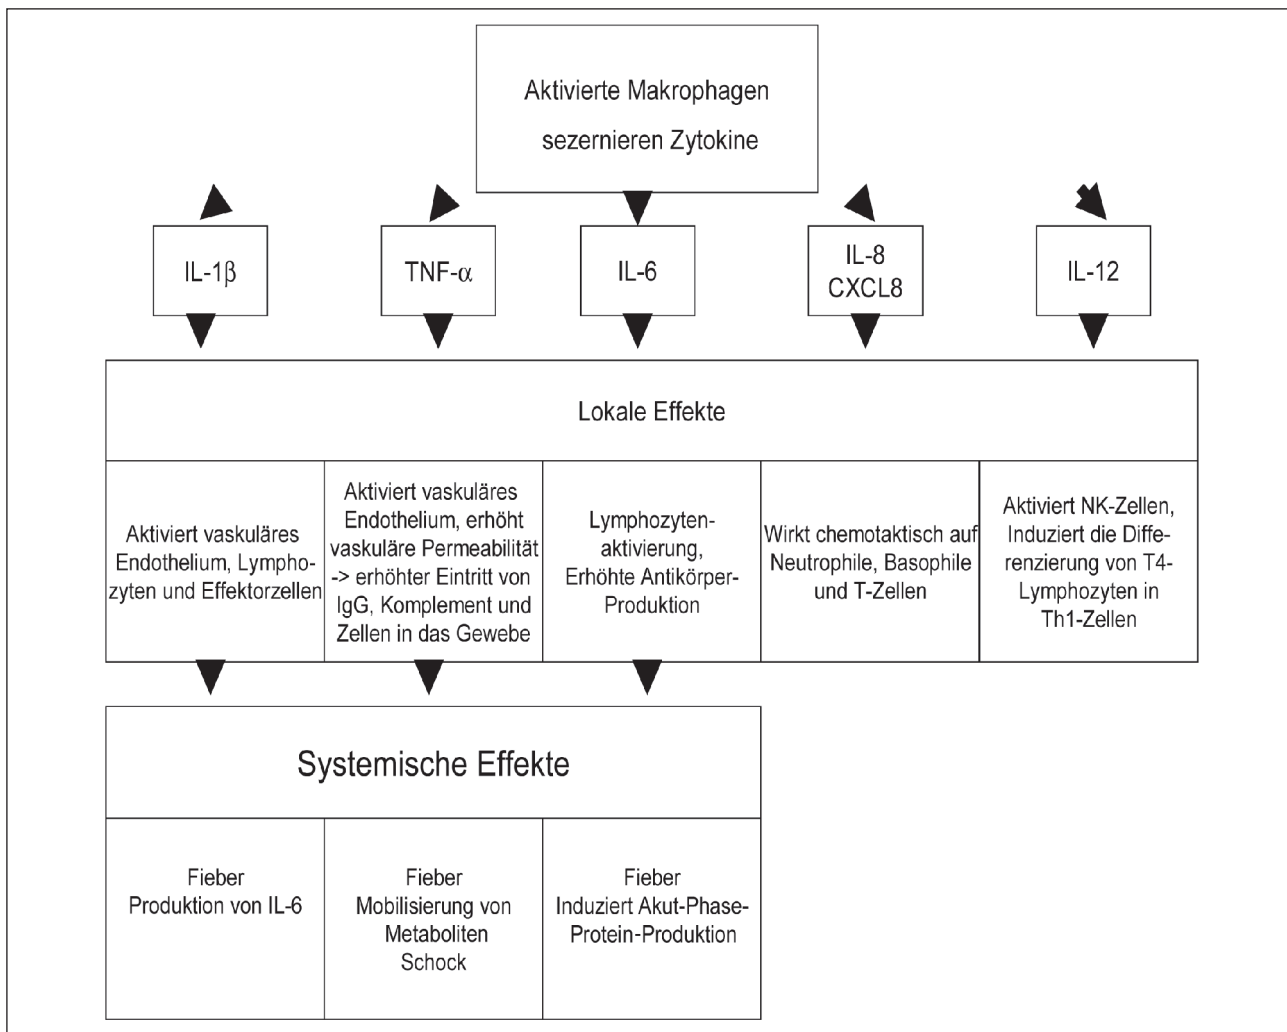 Aktivierte Makrophagen
sezernieren Zytokine
IL-1β
TNF-α
IL-6
IL-8
CXCL8
IL-12
Lokale Effekte
Aktiviert vaskuläres
Endothelium, Lympho-
zyten und Effektorzellen
Aktiviert vaskuläres
Endothelium, erhöht
vaskuläre Permeabilität
-> erhöhter Eintritt von
IgG, Komplement und
Zellen in das Gewebe
Lymphozyten-
aktivierung,
Erhöhte Antikörper-
Produktion
Wirkt chemotaktisch auf
Neutrophile, Basophile
und T-Zellen
Aktiviert NK-Zellen,
Induziert die Diffe-
renzierung von T4-
Lymphozyten in
Th1-Zellen
Systemische Effekte
Fieber
Produktion von IL-6
Fieber
Mobilisierung von
Metaboliten
Schock
Fieber
Induziert Akut-Phase-
Protein-Produktion